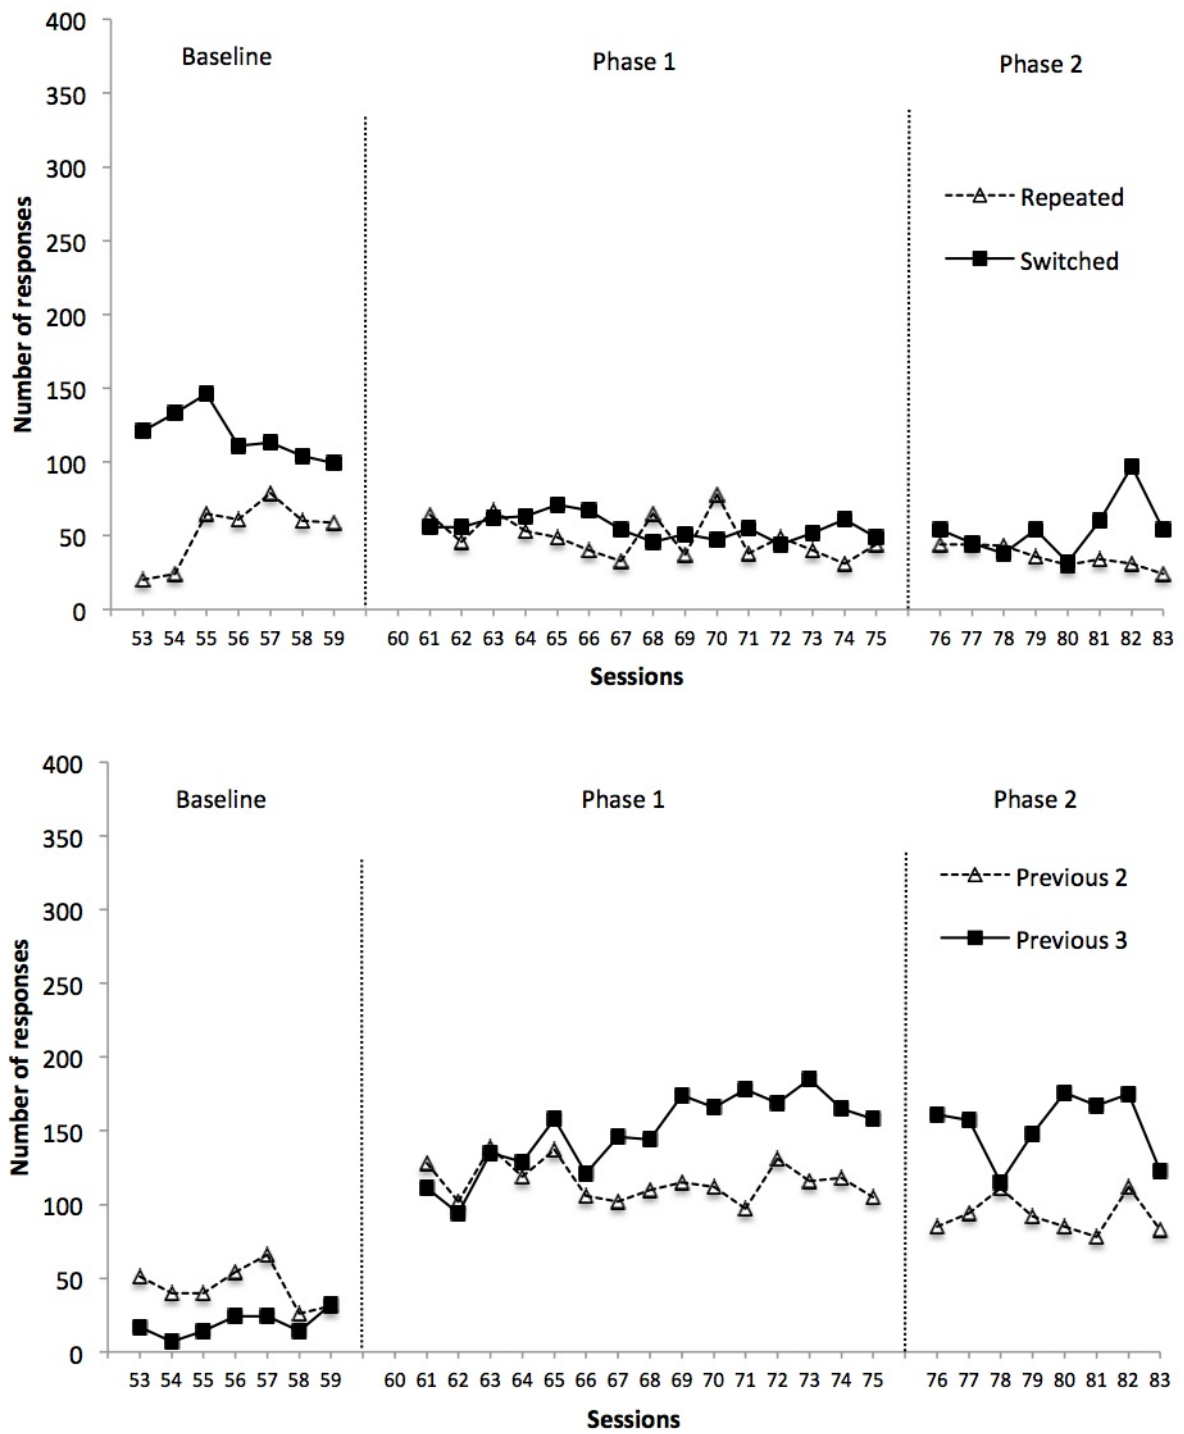 400
Baseline
Phase 1
Phase 2
350
300
Repeated
250
Switched
200
150
100
50
0
Number of responses
53 54 55 56 57 58 59 60 61 62 63 64 65 66 67 68 69 70 71 72 73 74 75 76 77 78 79 80 81 82 83
Sessions
400
Baseline
Phase 1
Phase 2
350
Previous 2
300
Previous 3
250
200
150
100
50
0
Number of responses
53 54 55 56 57 58 59 60 61 62 63 64 65 66 67 68 69 70 71 72 73 74 75 76 77 78 79 80 81 82 83
Sessions